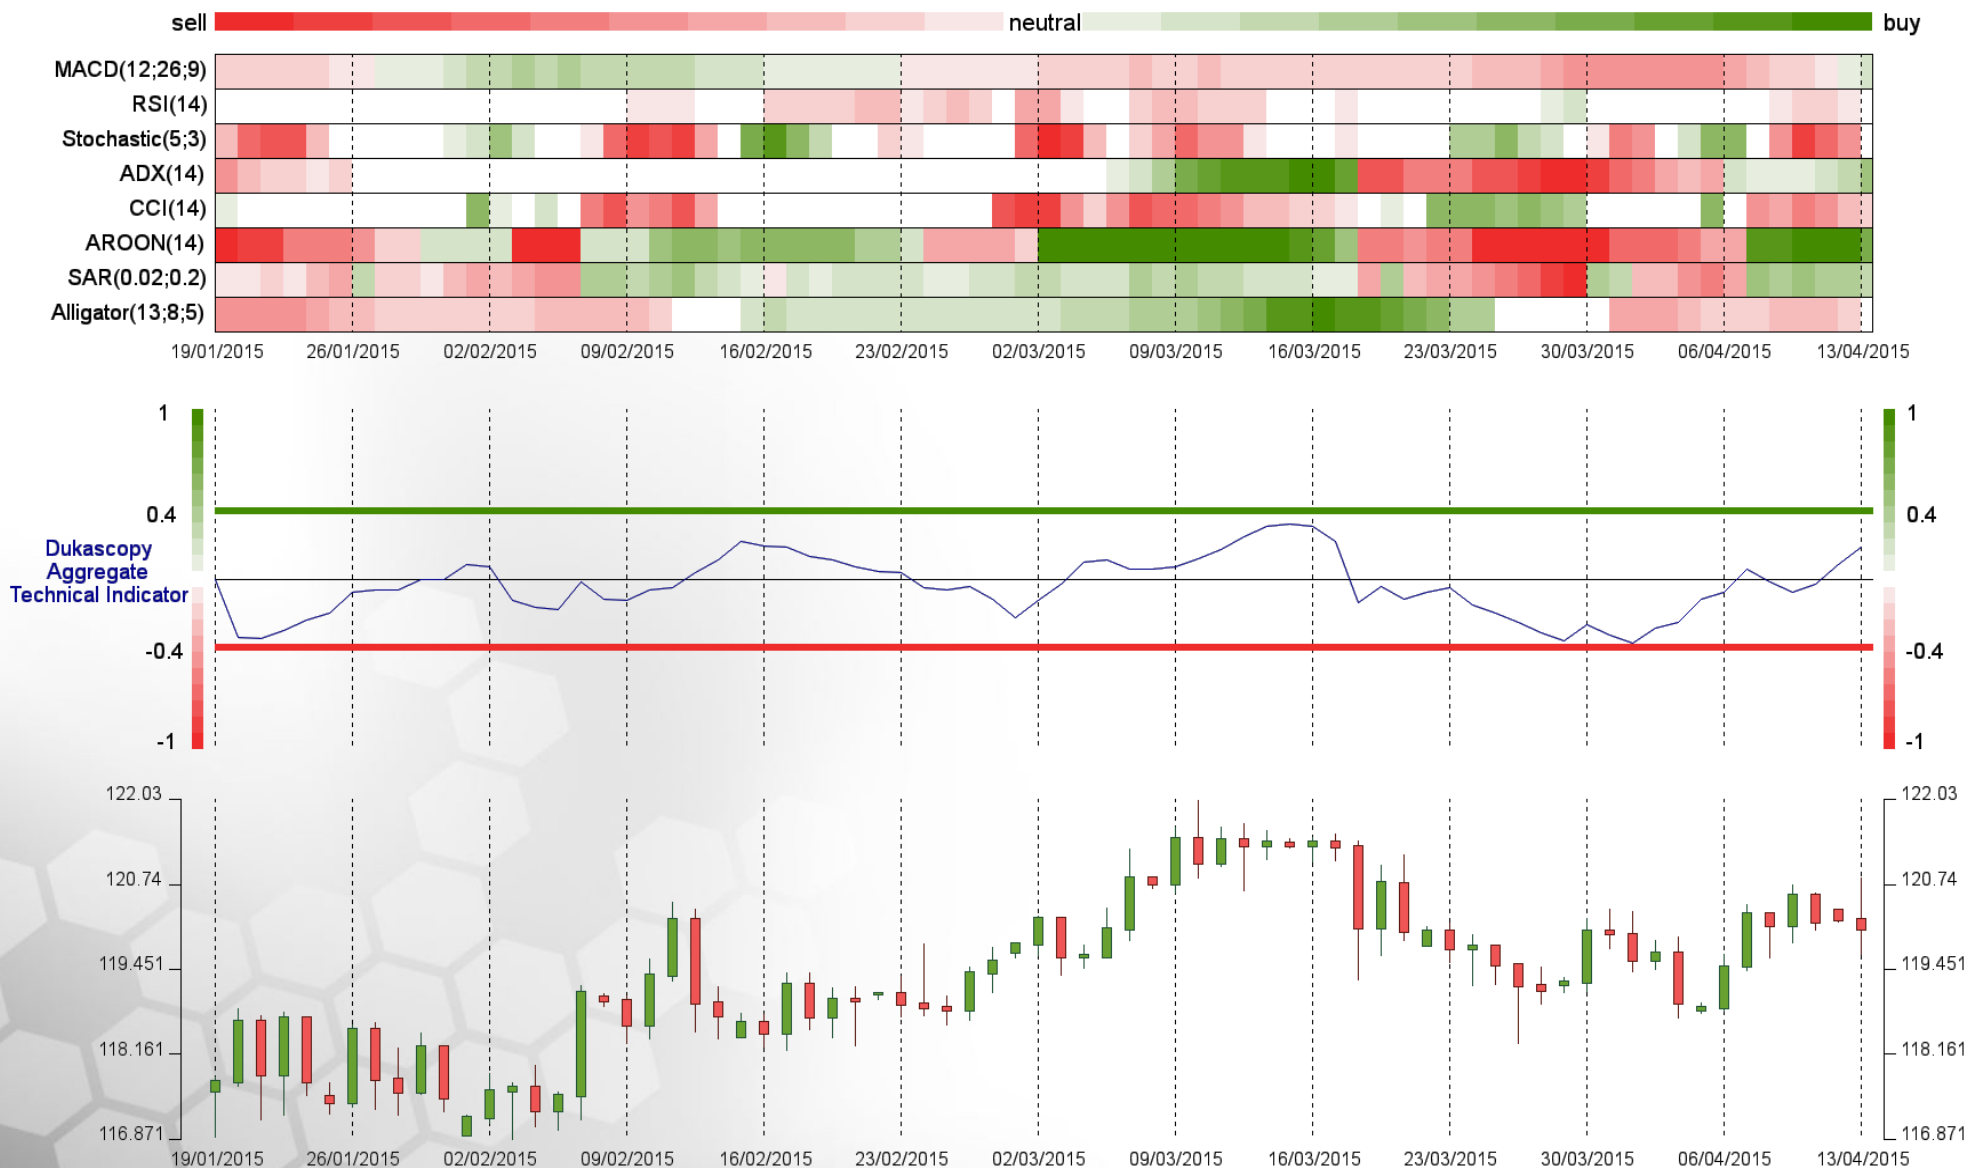 sell neutral buy
MACD(12;26;9)
RSI(14)
Stochastic(5;3)
ADX(14)
CCI(14)
AROON(14)
SAR(0.02;0.2)
Alligator(13;8;5)
19/01/2015 26/01/2015 02/02/2015 09/02/2015 16/02/2015 23/02/2015 02/03/2015 09/03/2015 16/03/2015 23/03/2015 30/03/2015 06/04/2015 13/04/2015
1 1
0.4 0.4
Dukascopy
Aggregate
Technical Indicator
-0.4 -0.4
-1 -1
122.03 122.03
120.74 120.74
119.451 119.451
118.161 118.161
116.871 116.871
19/01/2015 26/01/2015 02/02/2015 09/02/2015 16/02/2015 23/02/2015 02/03/2015 09/03/2015 16/03/2015 23/03/2015 30/03/2015 06/04/2015 13/04/2015